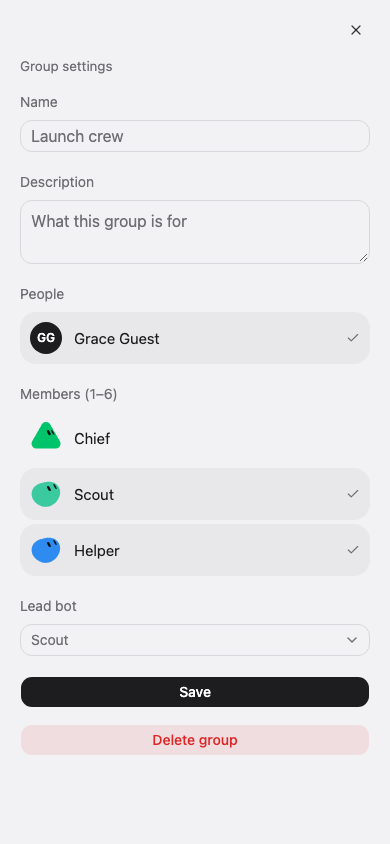 Group settings
Name
Launch crew
Description
What this group is for
People
GG Grace Guest
Members (1–6)
Chief
Scout
Helper
Lead bot
Scout
Save
Delete group